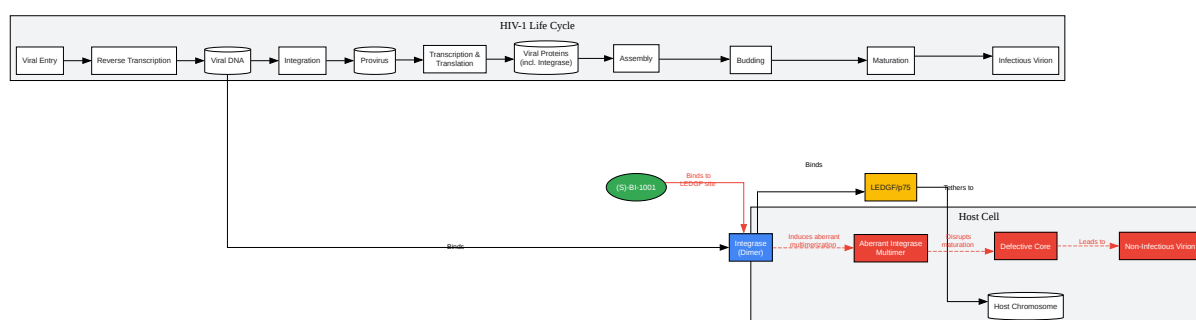 HIV-1 Life Cycle
Viral Entry
Reverse Transcription
Viral DNA
Integration
Provirus
Transcription &
Translation
Viral Proteins
(incl. Integrase)
Assembly
Budding
Maturation
Infectious Virion
Binds
(S)-BI-1001
Binds to
LEDGF site
LEDGF/p75
Tethers to
Host Cell
Binds
Integrase
(Dimer)
Induces aberrant
multimerization
Aberrant Integrase
Multimer
Disrupts
maturation
Defective Core
Leads to
Non-Infectious Virion
Host Chromosome